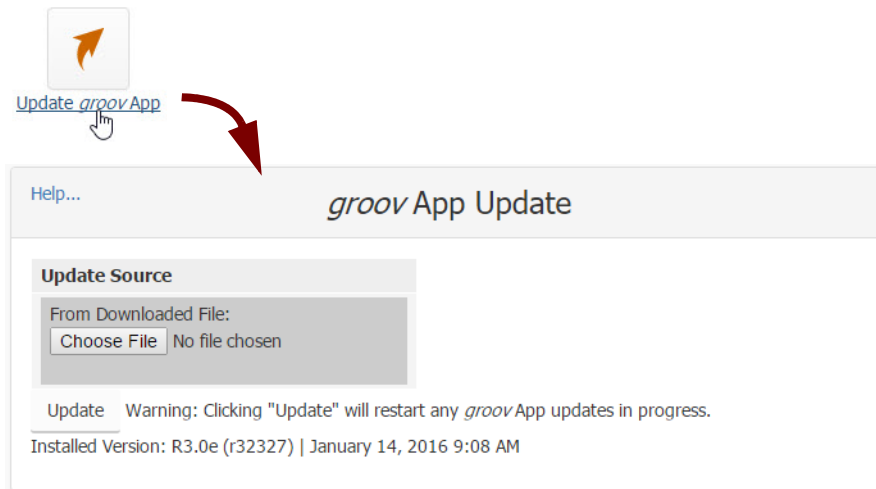 Update groov App
Help...
groov App Update
Update Source
From Downloaded File:
Choose File No file chosen
Update Warning: Clicking "Update" will restart any groov App updates in progress.
Installed Version: R3.0e (r32327) | January 14, 2016 9:08 AM